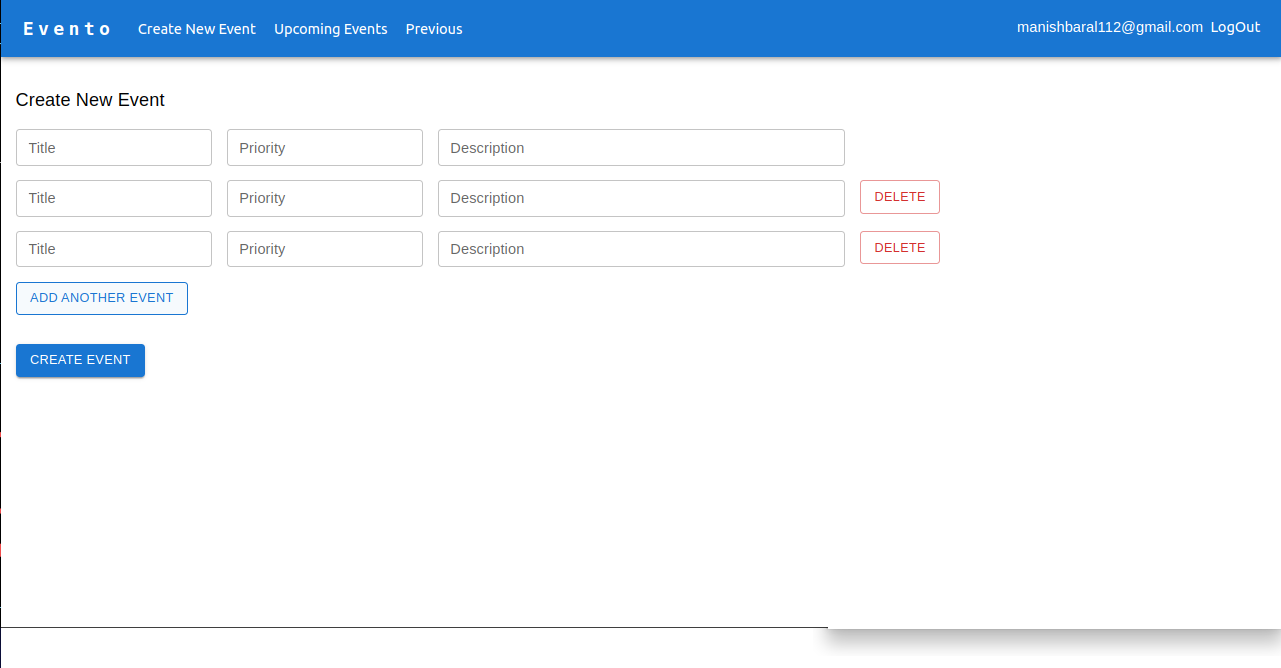 Evento Create New Event Upcoming Events Previous manishbaral112@gmail.com LogOut
Create New Event
Title Priority Description
Title Priority Description DELETE
Title Priority Description DELETE
ADD ANOTHER EVENT
CREATE EVENT